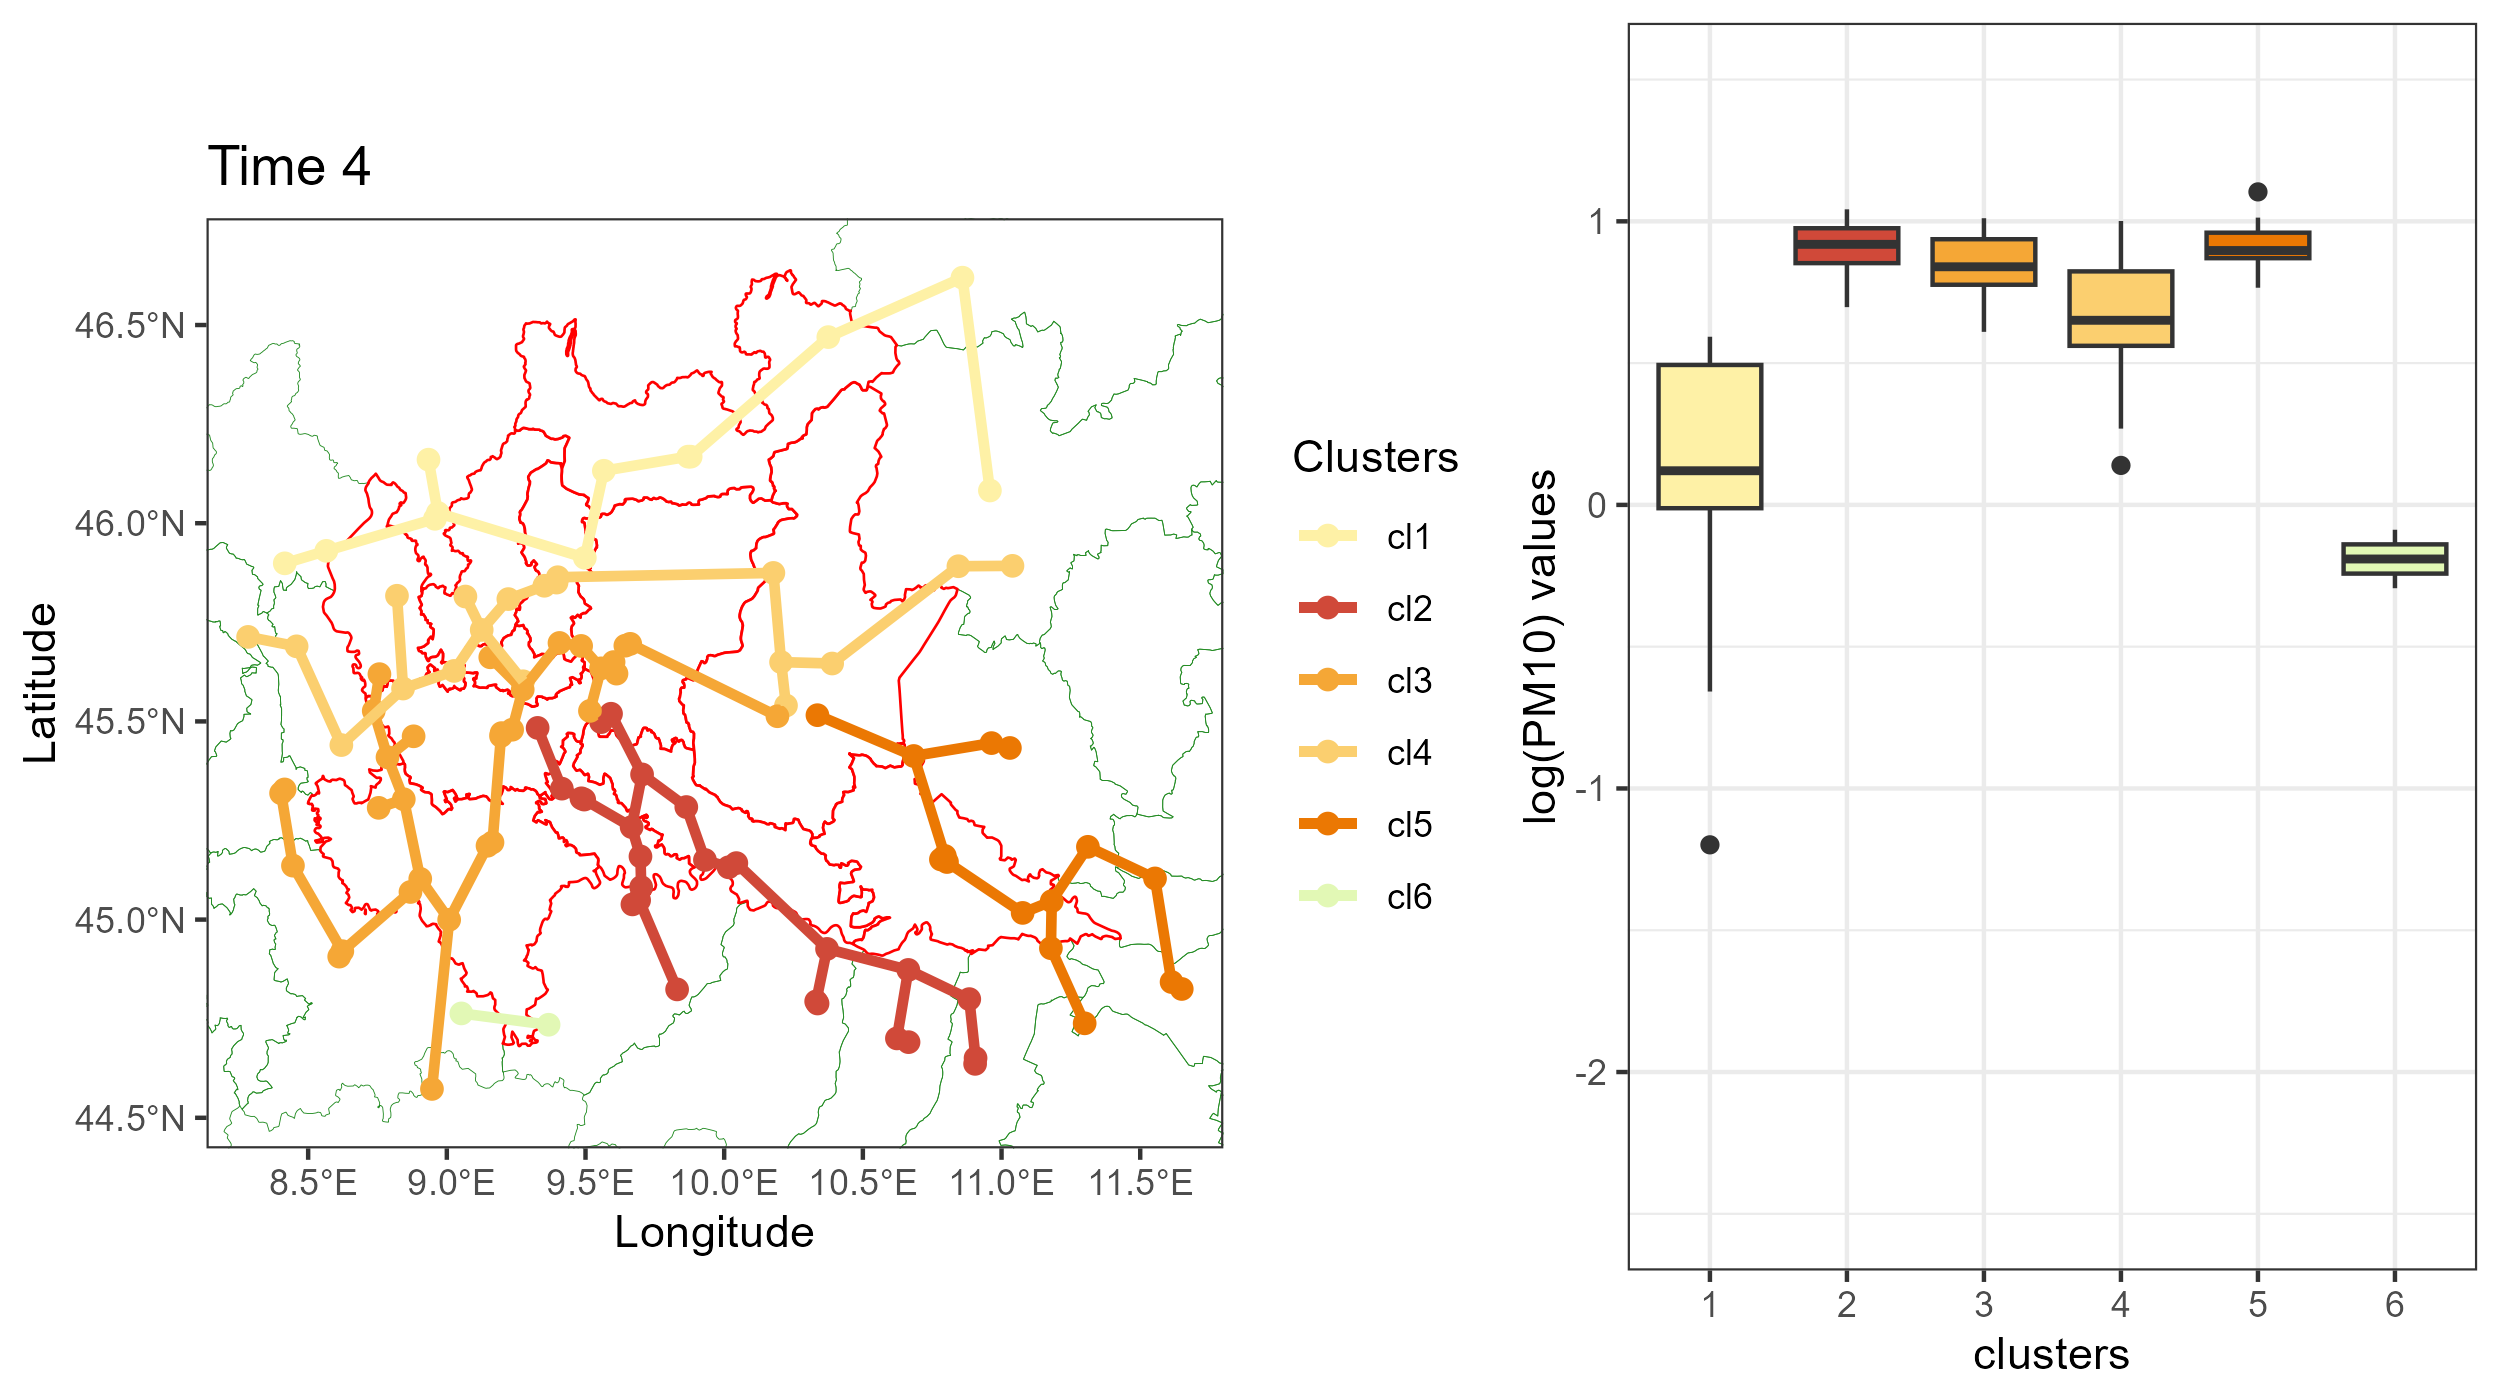 Time 4
46.5°N
46.0°N
45.5°N
45.0°N
44.5°N
Latitude
8.5°E 9.0°E 9.5°E 10.0°E 10.5°E 11.0°E 11.5°E
Longitude
Clusters
cl1
cl2
cl3
cl4
cl5
cl6
log(PM10) values
1
0
-1
-2
1 2 3 4 5 6
clusters